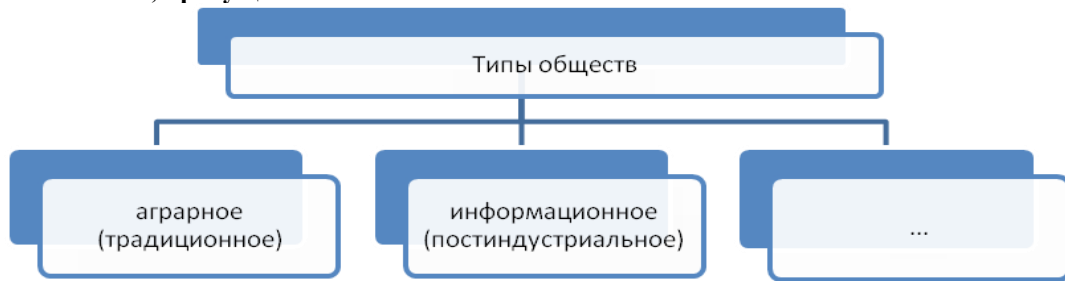 Типы обществ
аграрное
(традиционное)
информационное
(постиндустриальное)
...